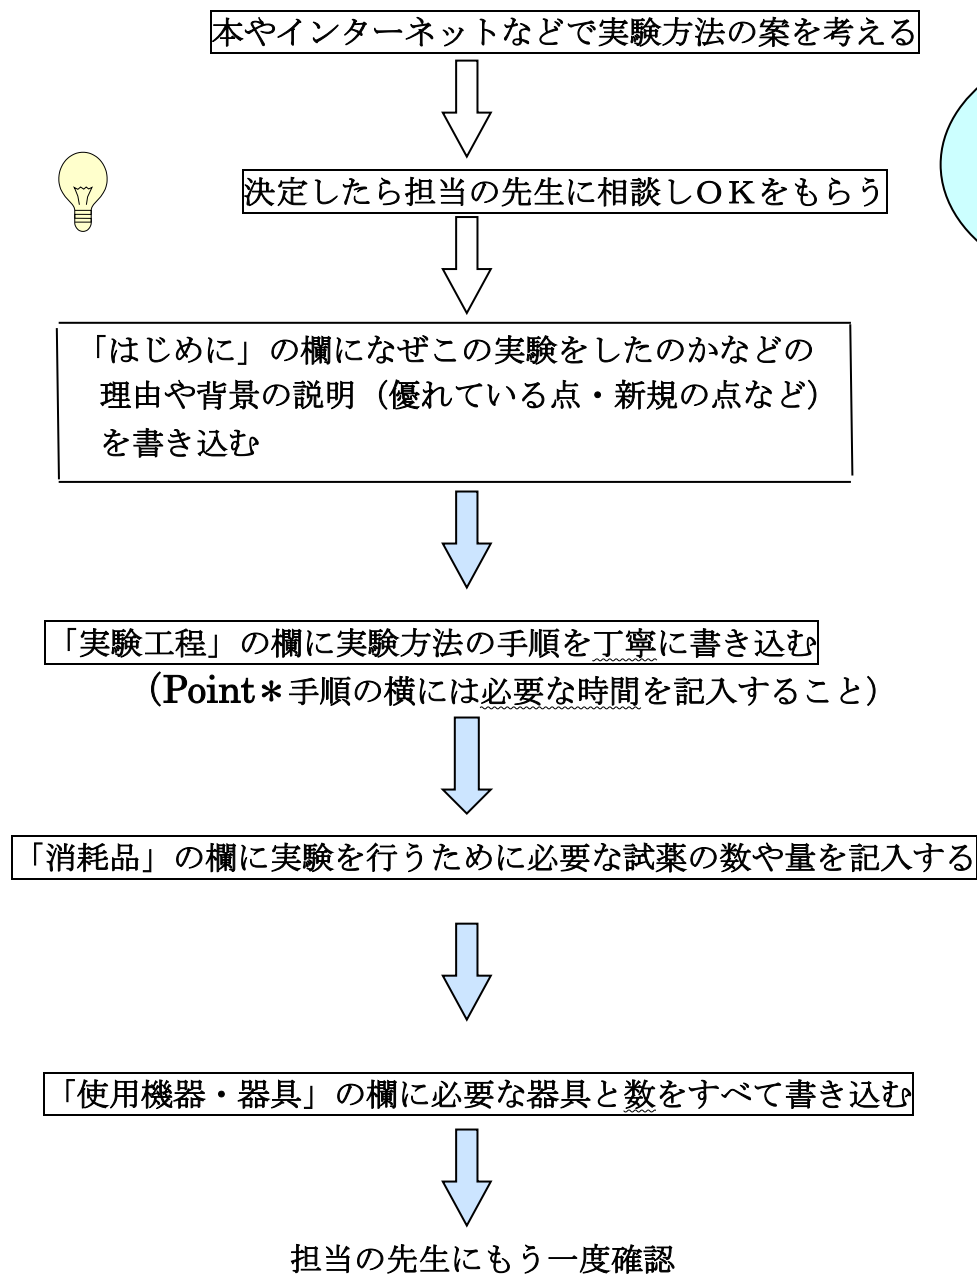 本やインターネットなどで実験方法の案を考える
決定したら担当の先生に相談しＯＫをもらう
「はじめに」の欄になぜこの実験をしたのかなどの
理由や背景の説明（優れている点・新規の点など）
を書き込む
「実験工程」の欄に実験方法の手順を丁寧に書き込む
（Point＊手順の横には必要な時間を記入すること）
「消耗品」の欄に実験を行うために必要な試薬の数や量を記入する
「使用機器・器具」の欄に必要な器具と数をすべて書き込む
担当の先生にもう一度確認